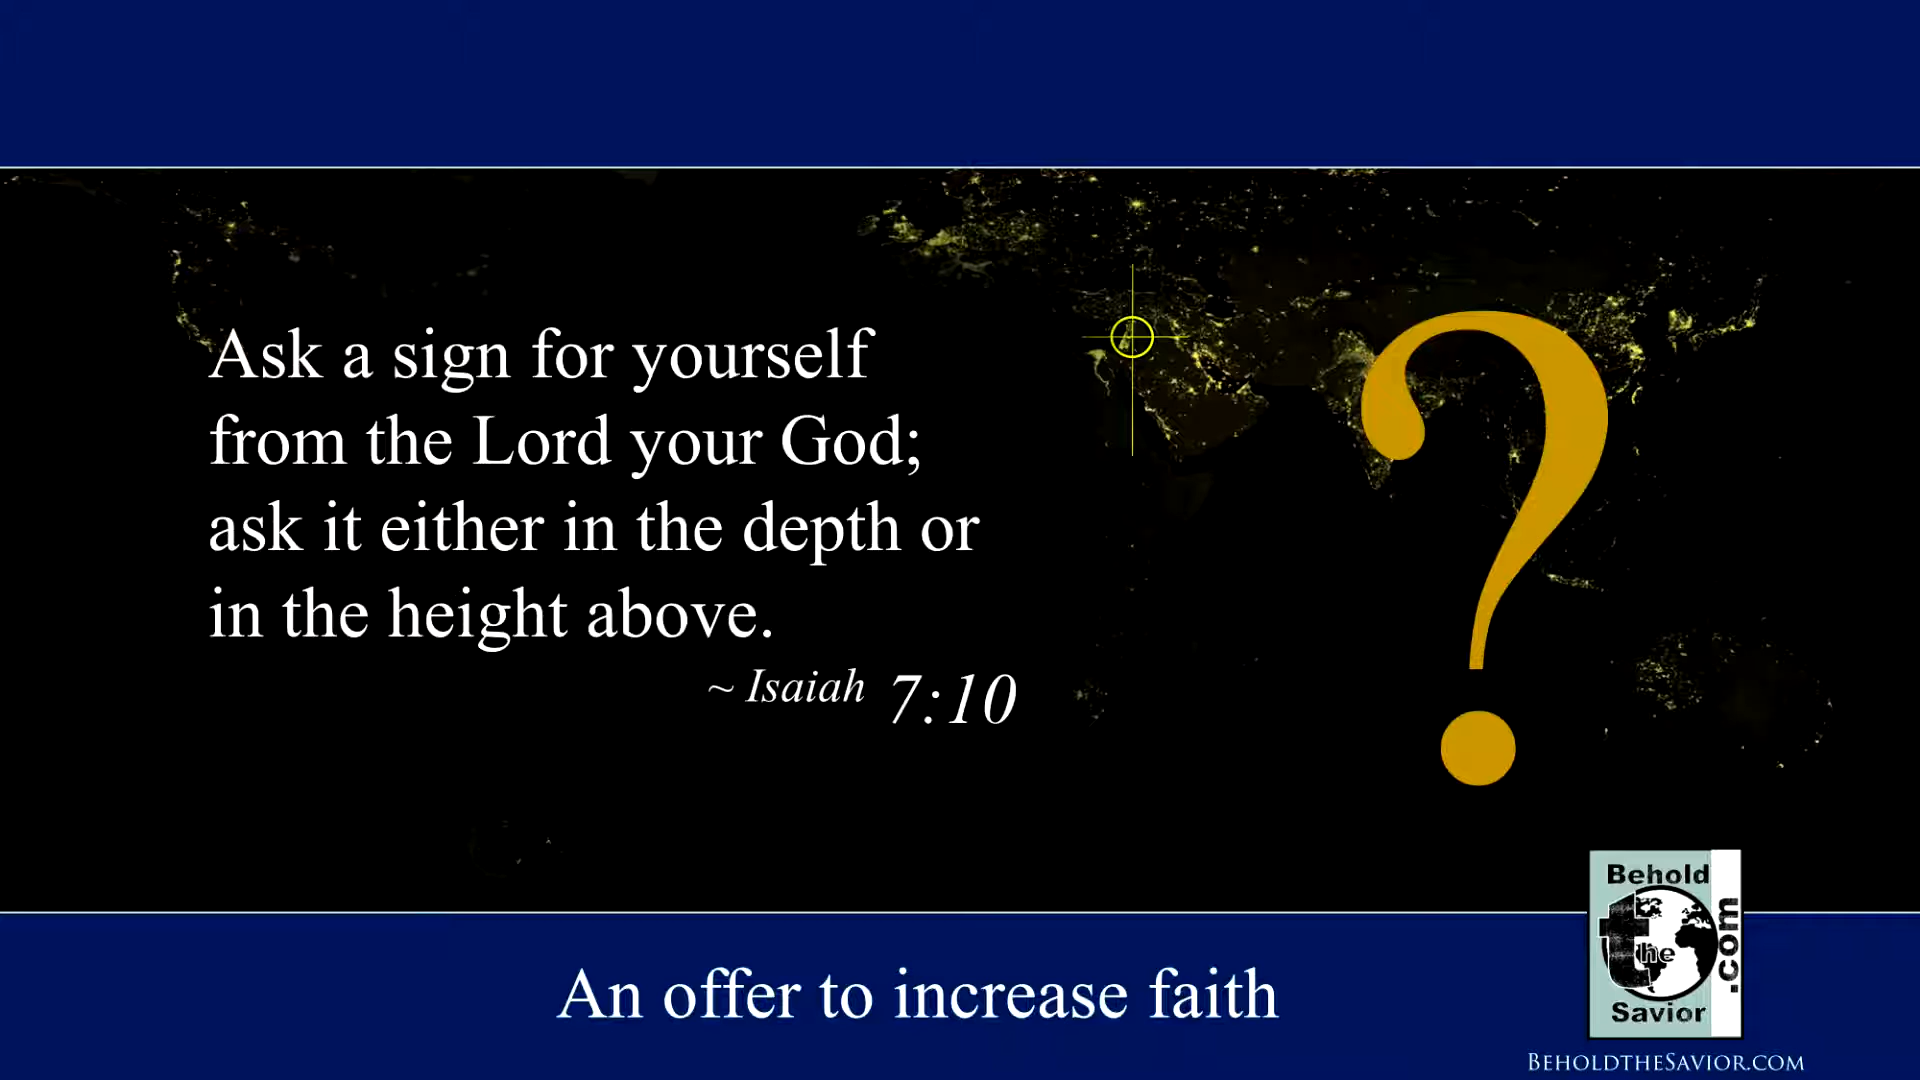 Ask a sign for yourself
from the Lord your God;
ask it either in the depth or
in the height above.
~ Isaiah 7:10
?
An offer to increase faith
Behold
the
Savior
.com
BEHOLDTHESAVIOR.COM